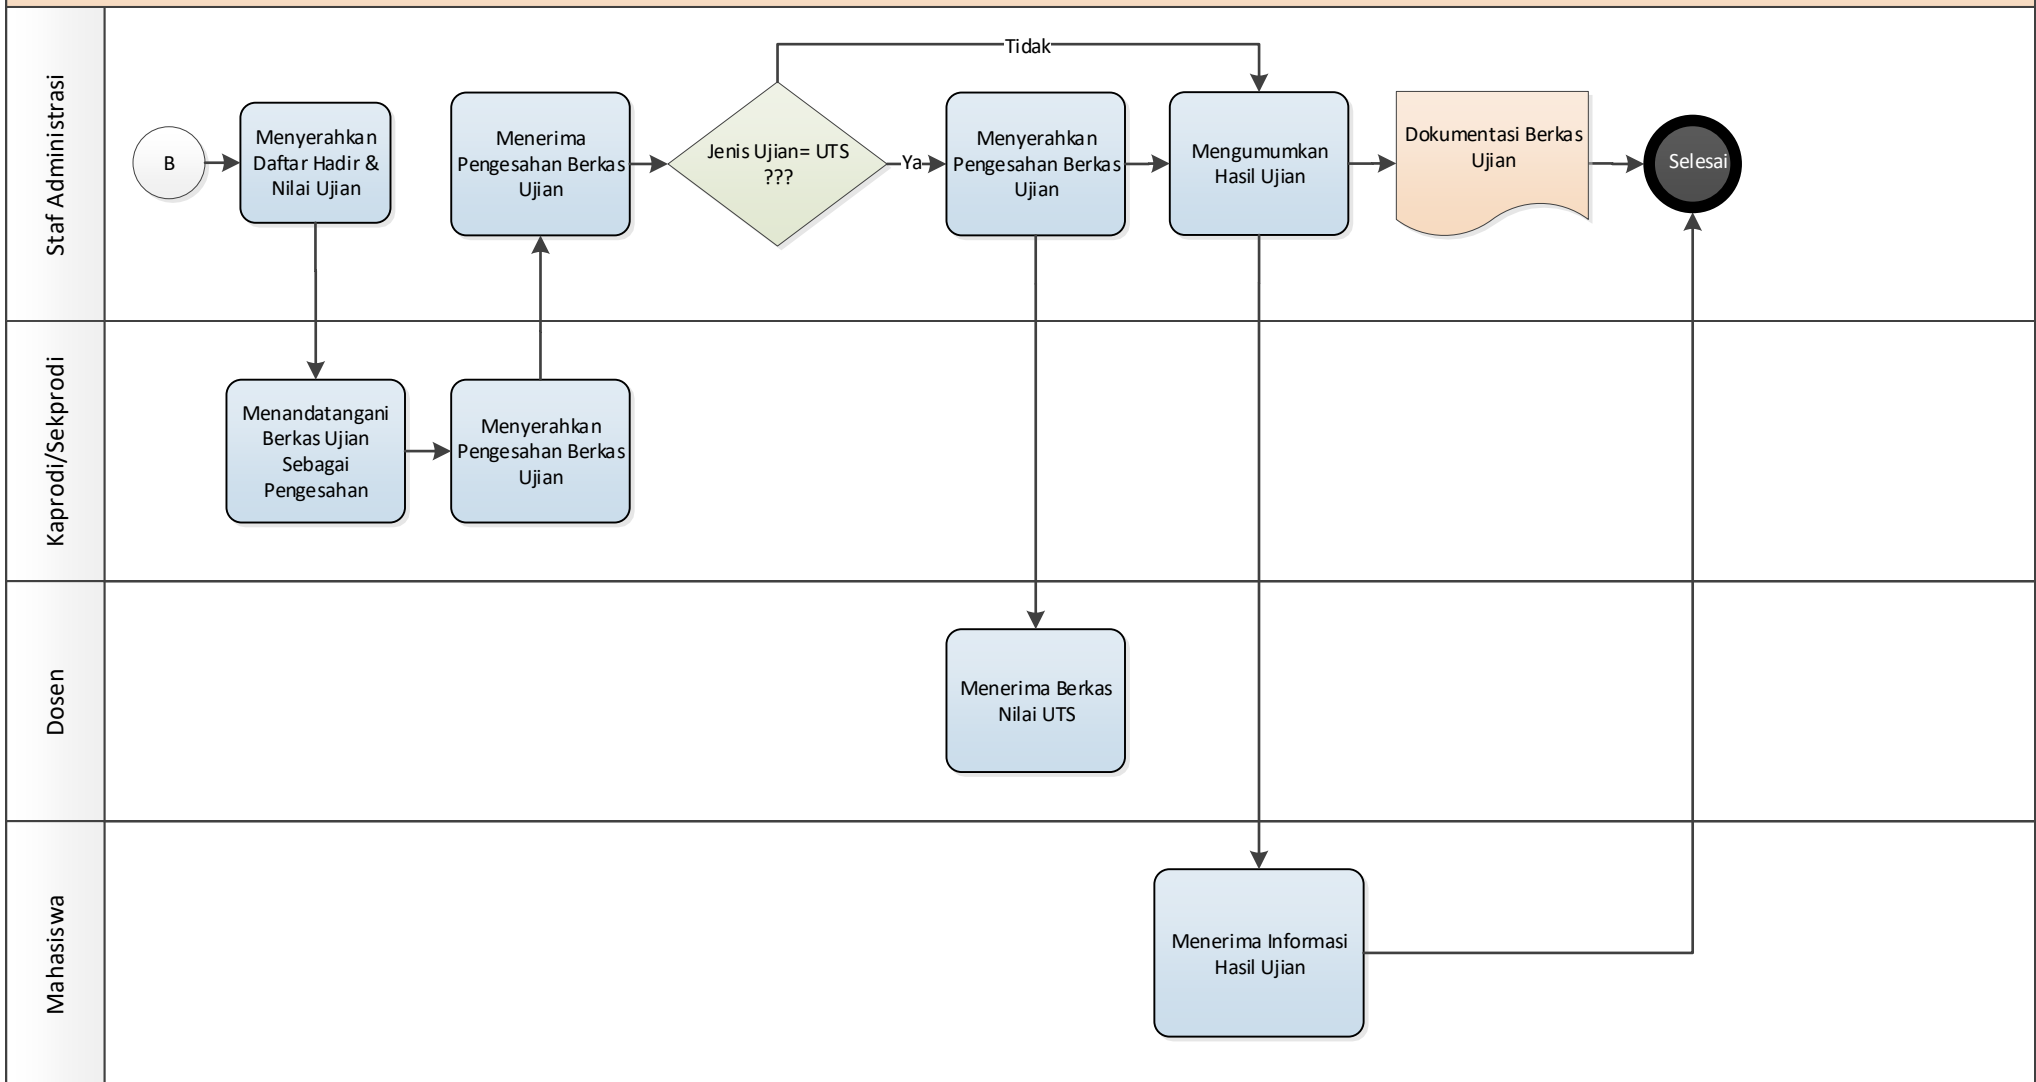 Staf Administrasi
B
Menyerahkan
Daftar Hadir &
Nilai Ujian
Menerima
Pengesahan Berkas
Ujian
Jenis Ujian= UTS
???
Tidak
Ya
Menyerahkan
Pengesahan Berkas
Ujian
Mengumumkan
Hasil Ujian
Dokumentasi Berkas
Ujian
Selesai
Kaprodi/Sekprodi
Menandatangani
Berkas Ujian
Sebagai
Pengesahan
Menyerahkan
Pengesahan Berkas
Ujian
Dosen
Menerima Berkas
Nilai UTS
Mahasiswa
Menerima Informasi
Hasil Ujian